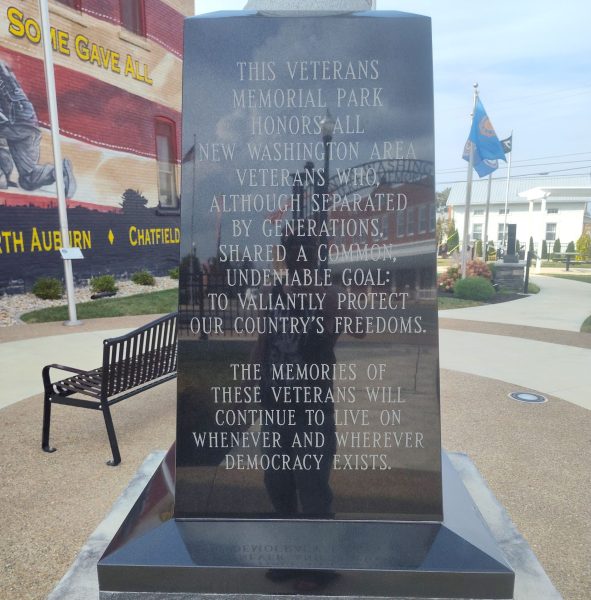 SOME GAVE ALL
RTH AUBURN ♦ CHATFIELD
THIS VETERANS
MEMORIAL PARK
HONORS ALL
NEW WASHINGTON AREA
VETERANS WHO,
ALTHOUGH SEPARATED
BY GENERATIONS,
SHARED A COMMON,
UNDENIABLE GOAL:
TO VALIANTLY PROTECT
OUR COUNTRY'S FREEDOMS.
THE MEMORIES OF
THESE VETERANS WILL
CONTINUE TO LIVE ON
WHENEVER AND WHEREVER
DEMOCRACY EXISTS.